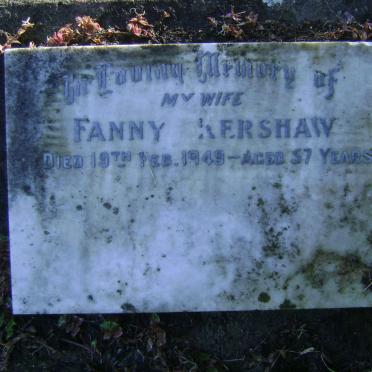 In Loving Memory of
MY WIFE
FANNY KERSHAW
DIED 19TH FEB. 1949 – AGED 57 YEARS